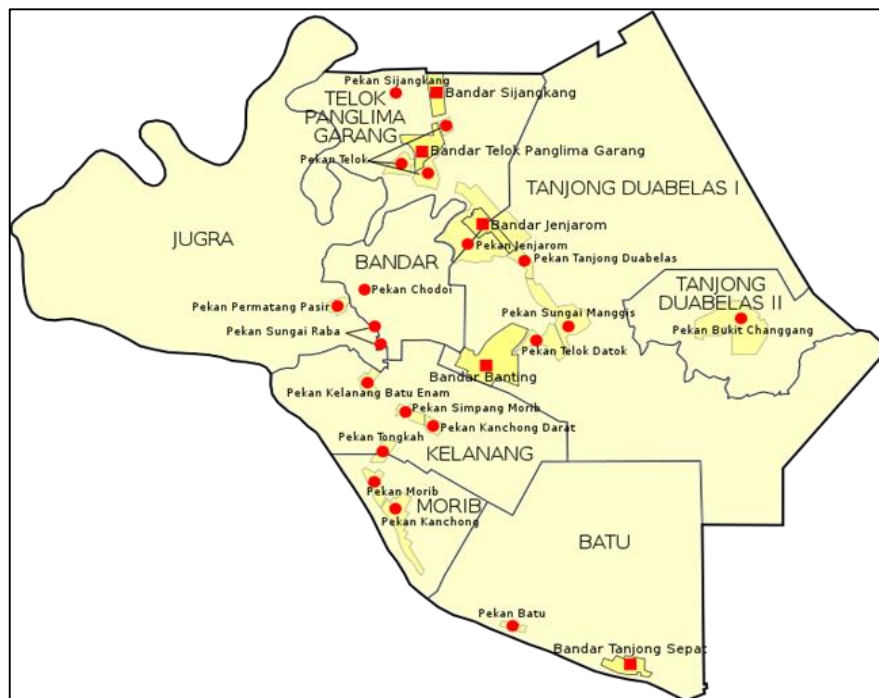 Pekan Sijangkang
Bandar Sijangkang
TELOK
PANGLIMA
GARANG
Bandar Telok Panglima Garang
Pekan Telok
TANJONG DUABELAS I
Bandar Jenjarom
JUGRA
Pekan Jenjarom
BANDAR
Pekan Tanjong Duabelas
TANJONG
DUABELAS II
Pekan Chodoi
Pekan Permatang Pasir
Pekan Sungai Manggis
Pekan Sungai Raba
Pekan Bukit Changgang
Pekan Telok Datok
Bandar Banting
Pekan Kelanang Batu Enam
Pekan Simpang Morib
Pekan Kanchong Darat
Pekan Tongkah
KELANANG
Pekan Morib
MORIB
Pekan Kanchong
BATU
Pekan Batu
Bandar Tanjong Sepat